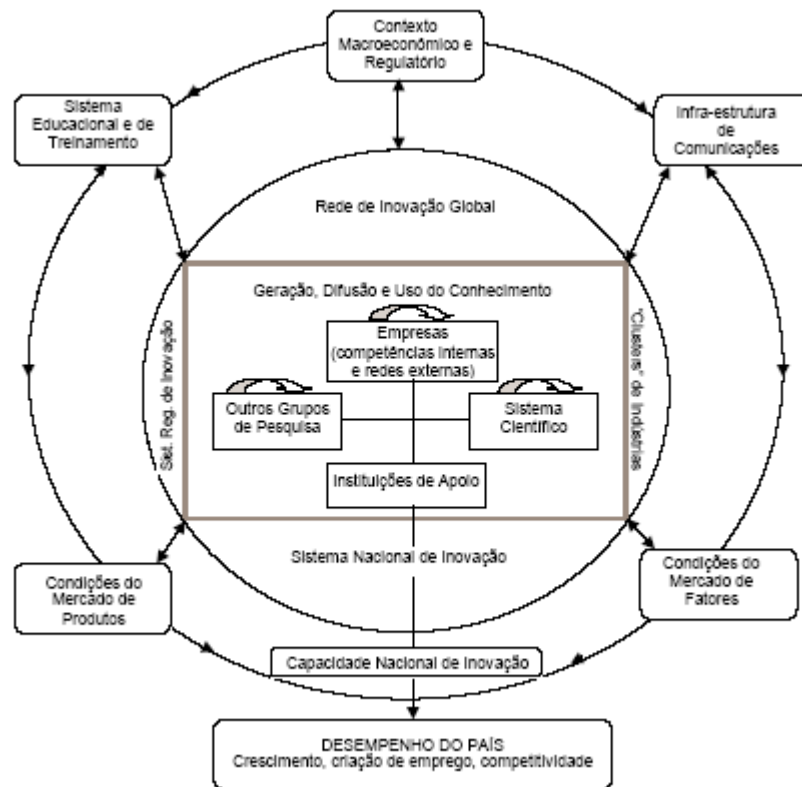 Contexto
Macroeconômico e
Regulatório
Sistema
Educacional e de
Treinamento
Infra-estrutura
de
Comunicações
Rede de Inovação Global
Geração, Difusão e Uso do Conhecimento
Empresas
(competências internas
e redes externas)
Sist. Reg. de Inovação
"Clusters" de Indústrias
Outros Grupos
de Pesquisa
Sistema
Científico
Instituições de Apoio
Sistema Nacional de Inovação
Condições do
Mercado de
Produtos
Condições do
Mercado de
Fatores
Capacidade Nacional de Inovação
DESEMPENHO DO PAÍS
Crescimento, criação de emprego, competitividade